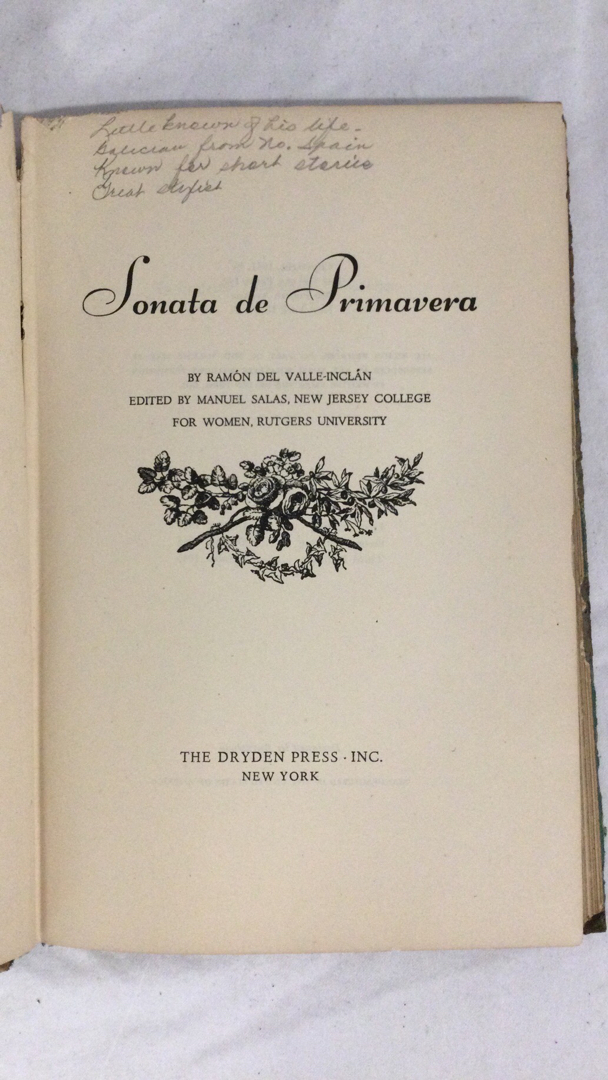 Little known of his life.
Galician from No. Spain
Known for short stories
Great stylist
Sonata de Primavera
BY RAMÓN DEL VALLE-INCLÁN
EDITED BY MANUEL SALAS, NEW JERSEY COLLEGE
FOR WOMEN, RUTGERS UNIVERSITY
THE DRYDEN PRESS · INC.
NEW YORK